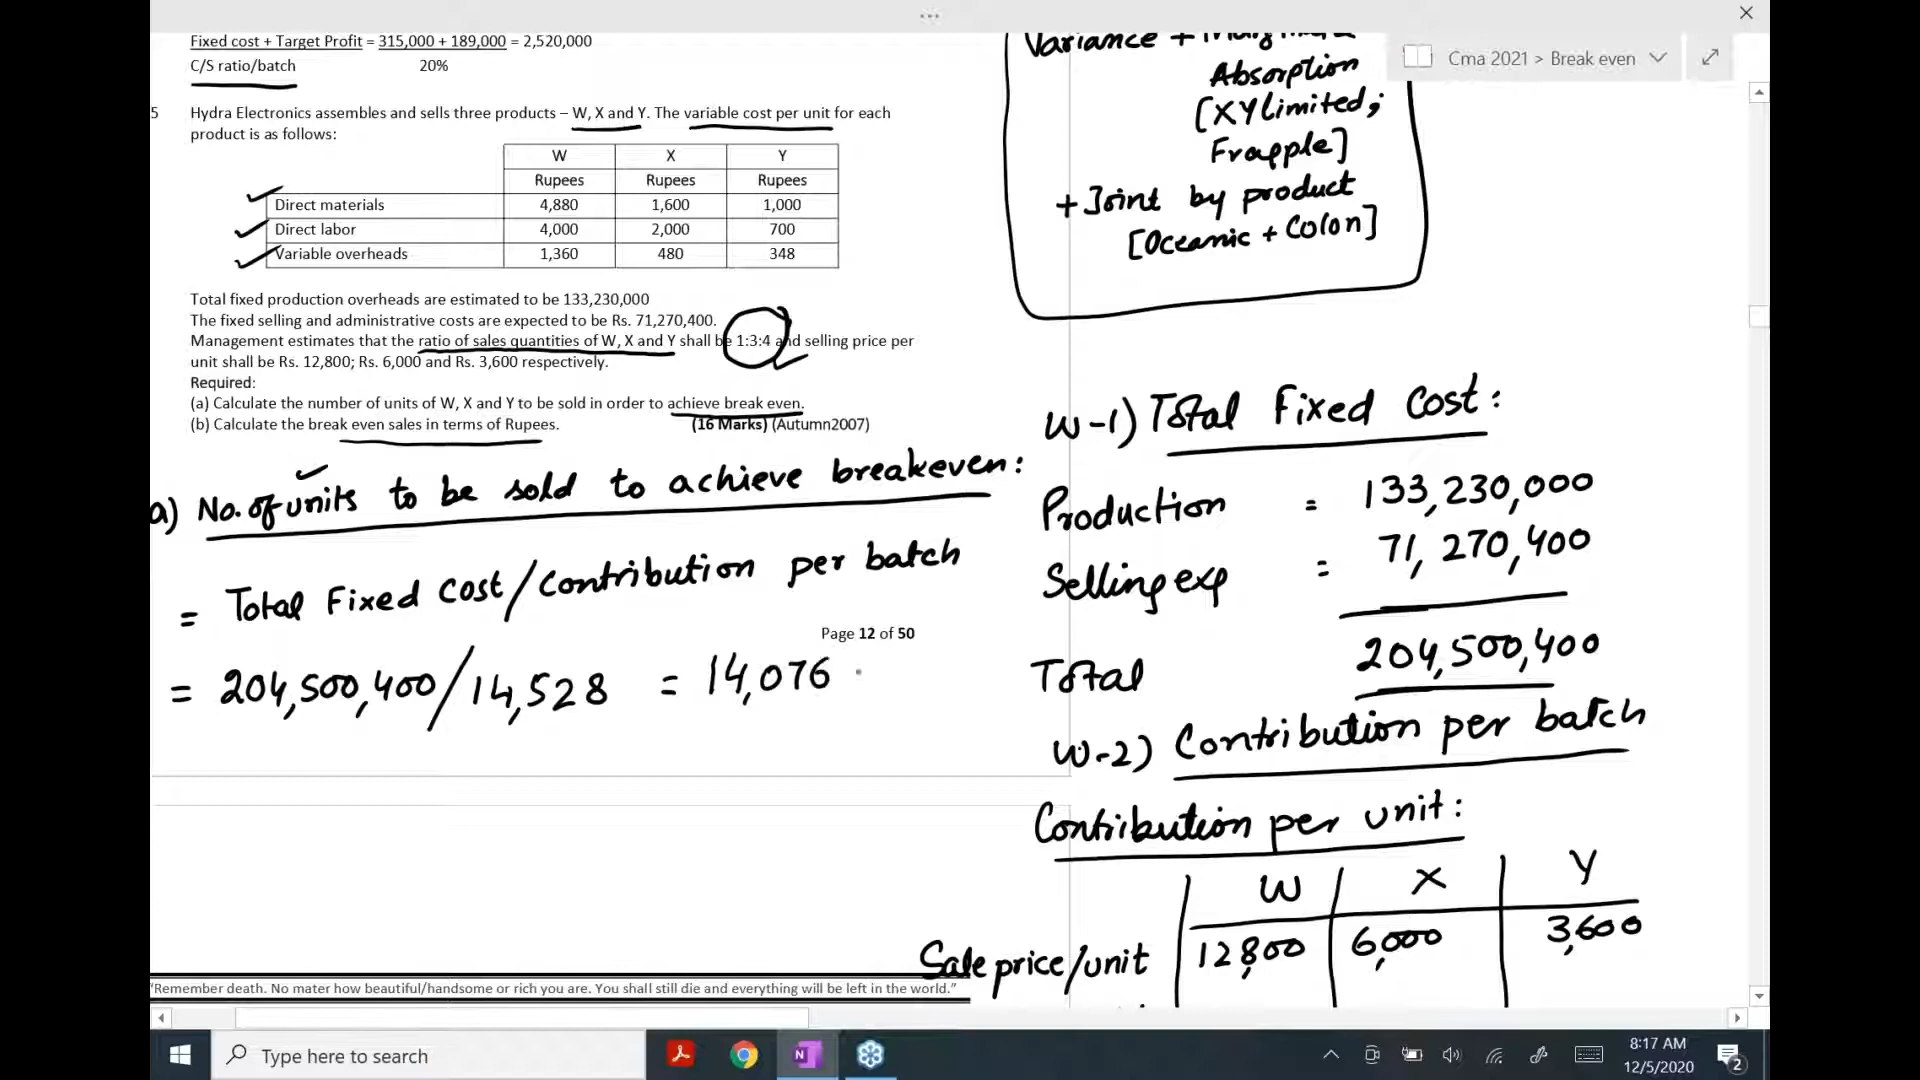 Fixed cost + Target Profit = 315,000 + 189,000 = 2,520,000
C/S ratio/batch 20%
5 Hydra Electronics assembles and sells three products – W, X and Y. The variable cost per unit for each
product is as follows:
W X Y
Rupees Rupees Rupees
Direct materials 4,880 1,600 1,000
Direct labor 4,000 2,000 700
Variable overheads 1,360 480 348
Total fixed production overheads are estimated to be 133,230,000
The fixed selling and administrative costs are expected to be Rs. 71,270,400.
Management estimates that the ratio of sales quantities of W, X and Y shall be 1:3:4 and selling price per
unit shall be Rs. 12,800; Rs. 6,000 and Rs. 3,600 respectively.
Required:
(a) Calculate the number of units of W, X and Y to be sold in order to achieve break even.
(b) Calculate the break even sales in terms of Rupees. (16 Marks) (Autumn2007)
a) No. of units to be sold to achieve breakeven:
= Total Fixed Cost/Contribution per batch
Page 12 of 50
= 204,500,400/14,528 = 14,076
"Remember death. No mater how beautiful/handsome or rich you are. You shall still die and everything will be left in the world."
Variance +
Absorption
[XYlimited;
Frapple]
+ Joint by product
[Oceanic + Colon]
Cma 2021 > Break even
W-1) Total Fixed Cost:
Production = 133,230,000
Selling exp = 71,270,400
Total 204,500,400
W-2) Contribution per batch
Contribution per unit:
W X Y
Sale price/unit 12,800 6,000 3,600
Type here to search
8:17 AM
12/5/2020
2